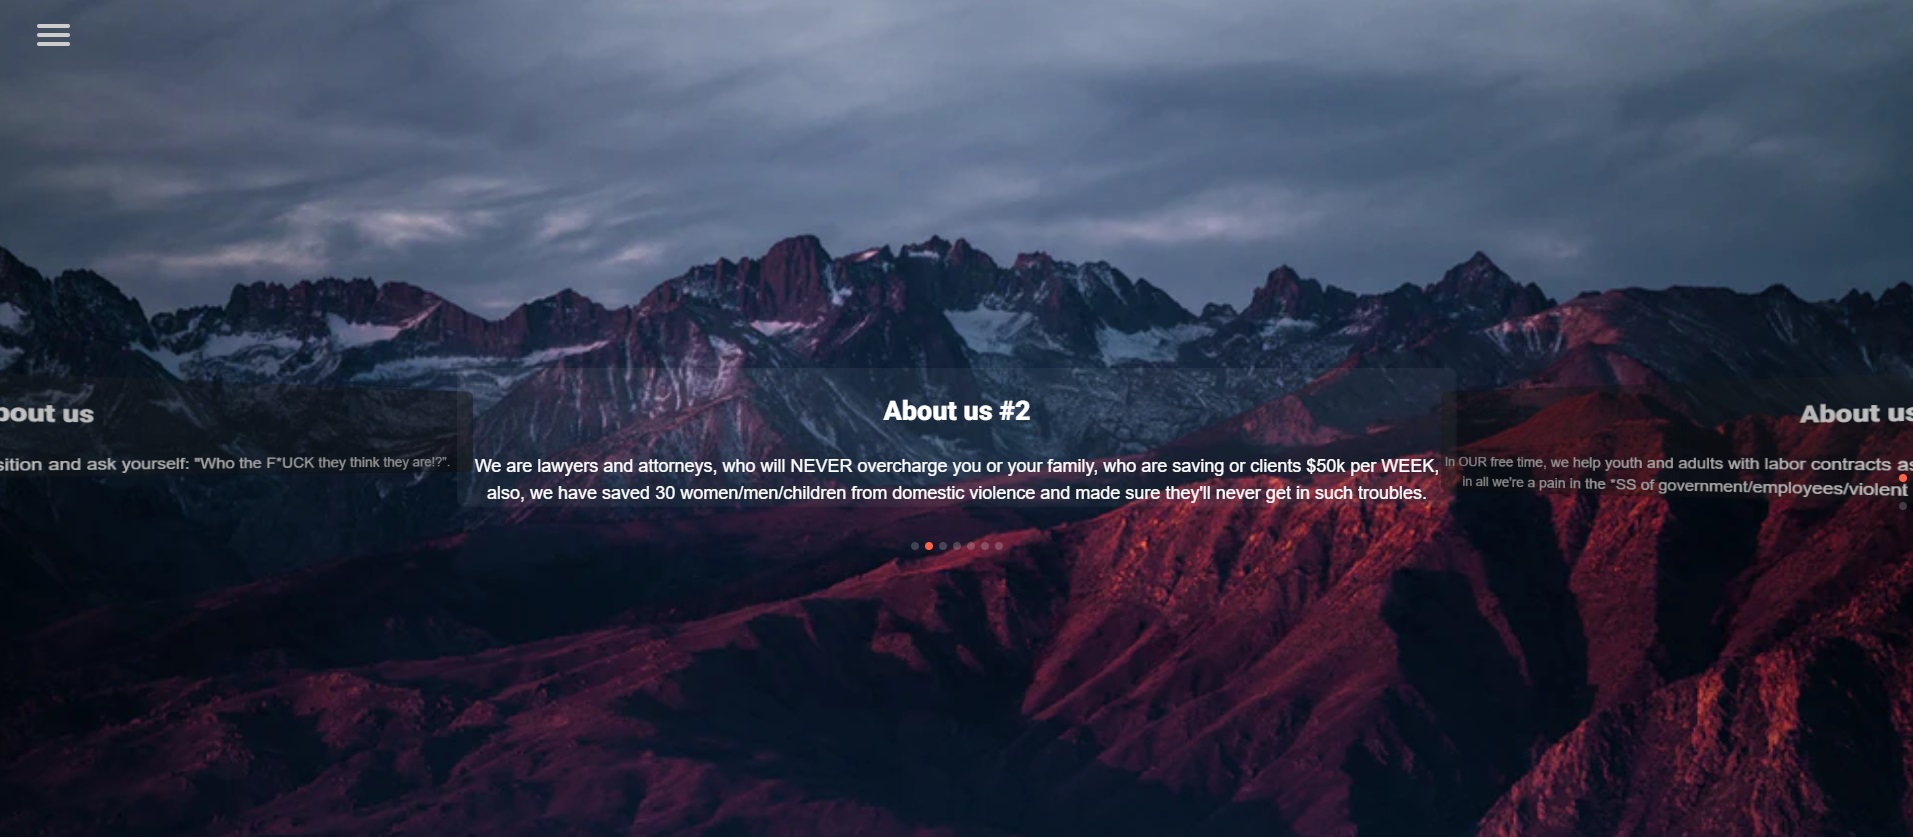 bout us
sition and ask yourself: "Who the F*UCK they think they are!?".
About us #2
We are lawyers and attorneys, who will NEVER overcharge you or your family, who are saving or clients $50k per WEEK,
also, we have saved 30 women/men/children from domestic violence and made sure they'll never get in such troubles.
About us
In OUR free time, we help youth and adults with labor contracts as
in all we're a pain in the *SS of government/employees/violent